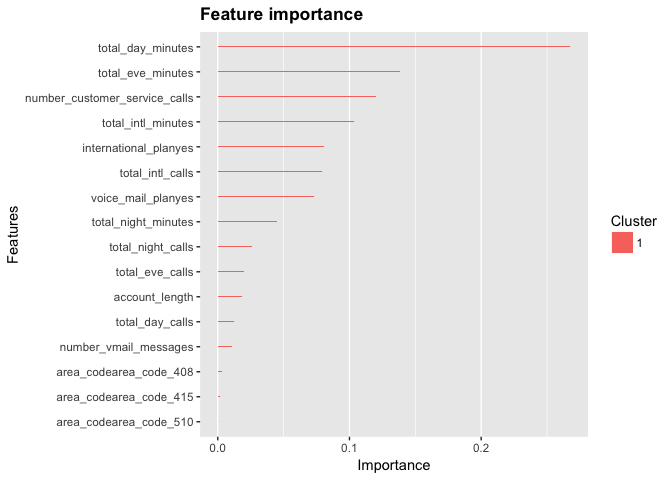 Feature importance
total_day_minutes
total_eve_minutes
number_customer_service_calls
total_intl_minutes
international_planyes
total_intl_calls
voice_mail_planyes
total_night_minutes
total_night_calls
total_eve_calls
account_length
total_day_calls
number_vmail_messages
area_codearea_code_408
area_codearea_code_415
area_codearea_code_510
Features
0.0 0.1 0.2
Importance
Cluster
1